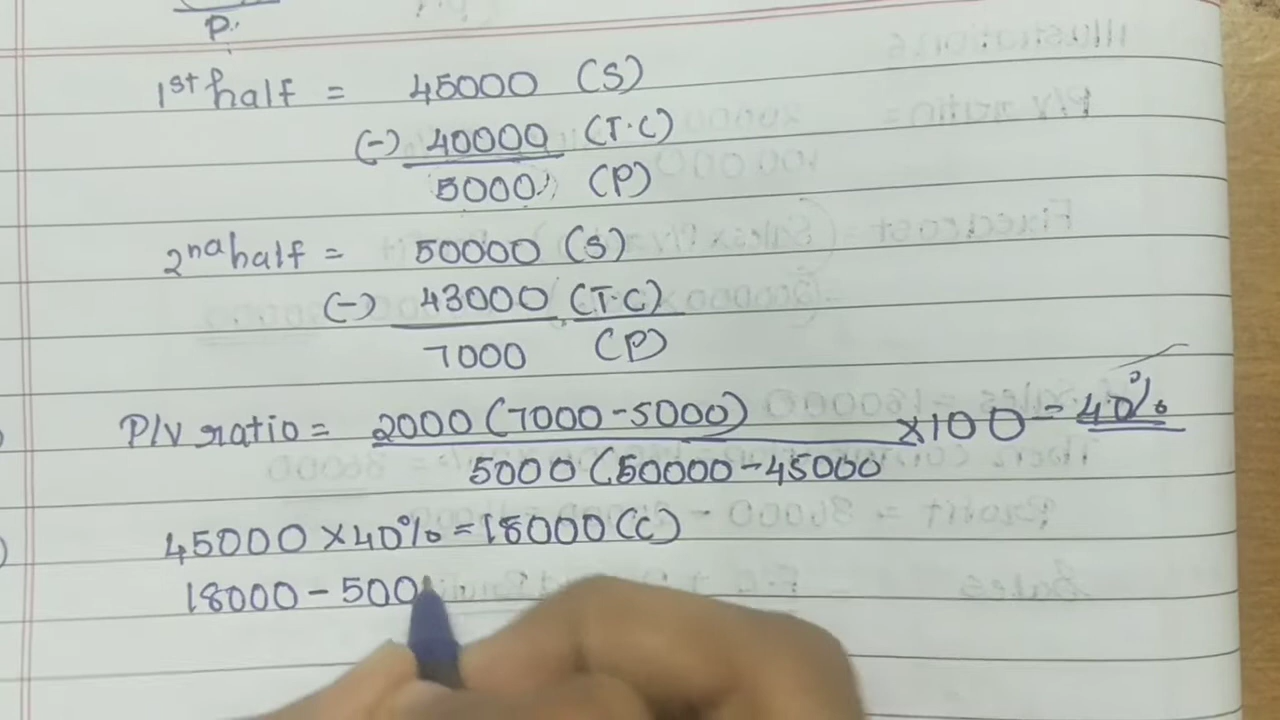 P.
1st half = 45000 (S)
(-) 40000 (T.C)
5000 (P)
2nd half = 50000 (S)
(-) 43000 (T.C)
7000 (P)
P/V ratio = 2000 (7000-5000) ×100 = 40%
5000 (50000-45000
45000 × 40% = 18000 (C)
18000 - 500